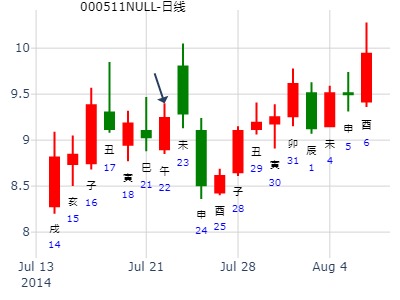 000511NULL-日线
10
9.5
9
8.5
8
戌
14
亥
15
子
16
丑
17
寅
18
巳
21
午
22
未
23
申
24
酉
25
子
28
丑
29
寅
30
卯
31
辰
1
未
4
申
5
酉
6
Jul 13
2014
Jul 21
Jul 28
Aug 4